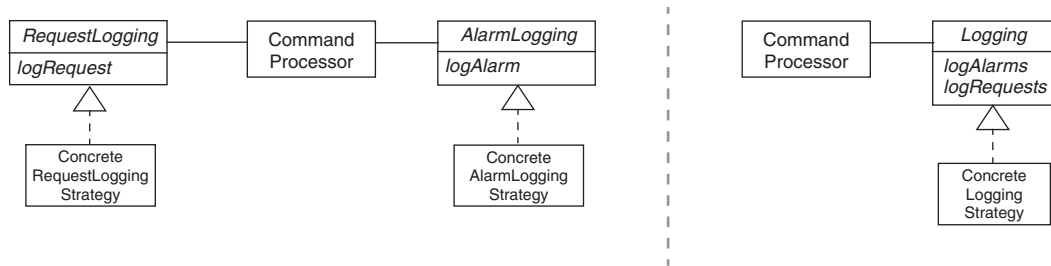 RequestLogging
logRequest
Command
Processor
AlarmLogging
logAlarm
Concrete
RequestLogging
Strategy
Concrete
AlarmLogging
Strategy
Command
Processor
Logging
logAlarms
logRequests
Concrete
Logging
Strategy